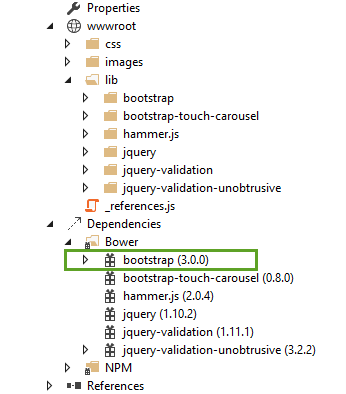 Properties
wwwroot
css
images
lib
bootstrap
bootstrap-touch-carousel
hammer.js
jquery
jquery-validation
jquery-validation-unobtrusive
_references.js
Dependencies
Bower
bootstrap (3.0.0)
bootstrap-touch-carousel (0.8.0)
hammer.js (2.0.4)
jquery (1.10.2)
jquery-validation (1.11.1)
jquery-validation-unobtrusive (3.2.2)
NPM
References